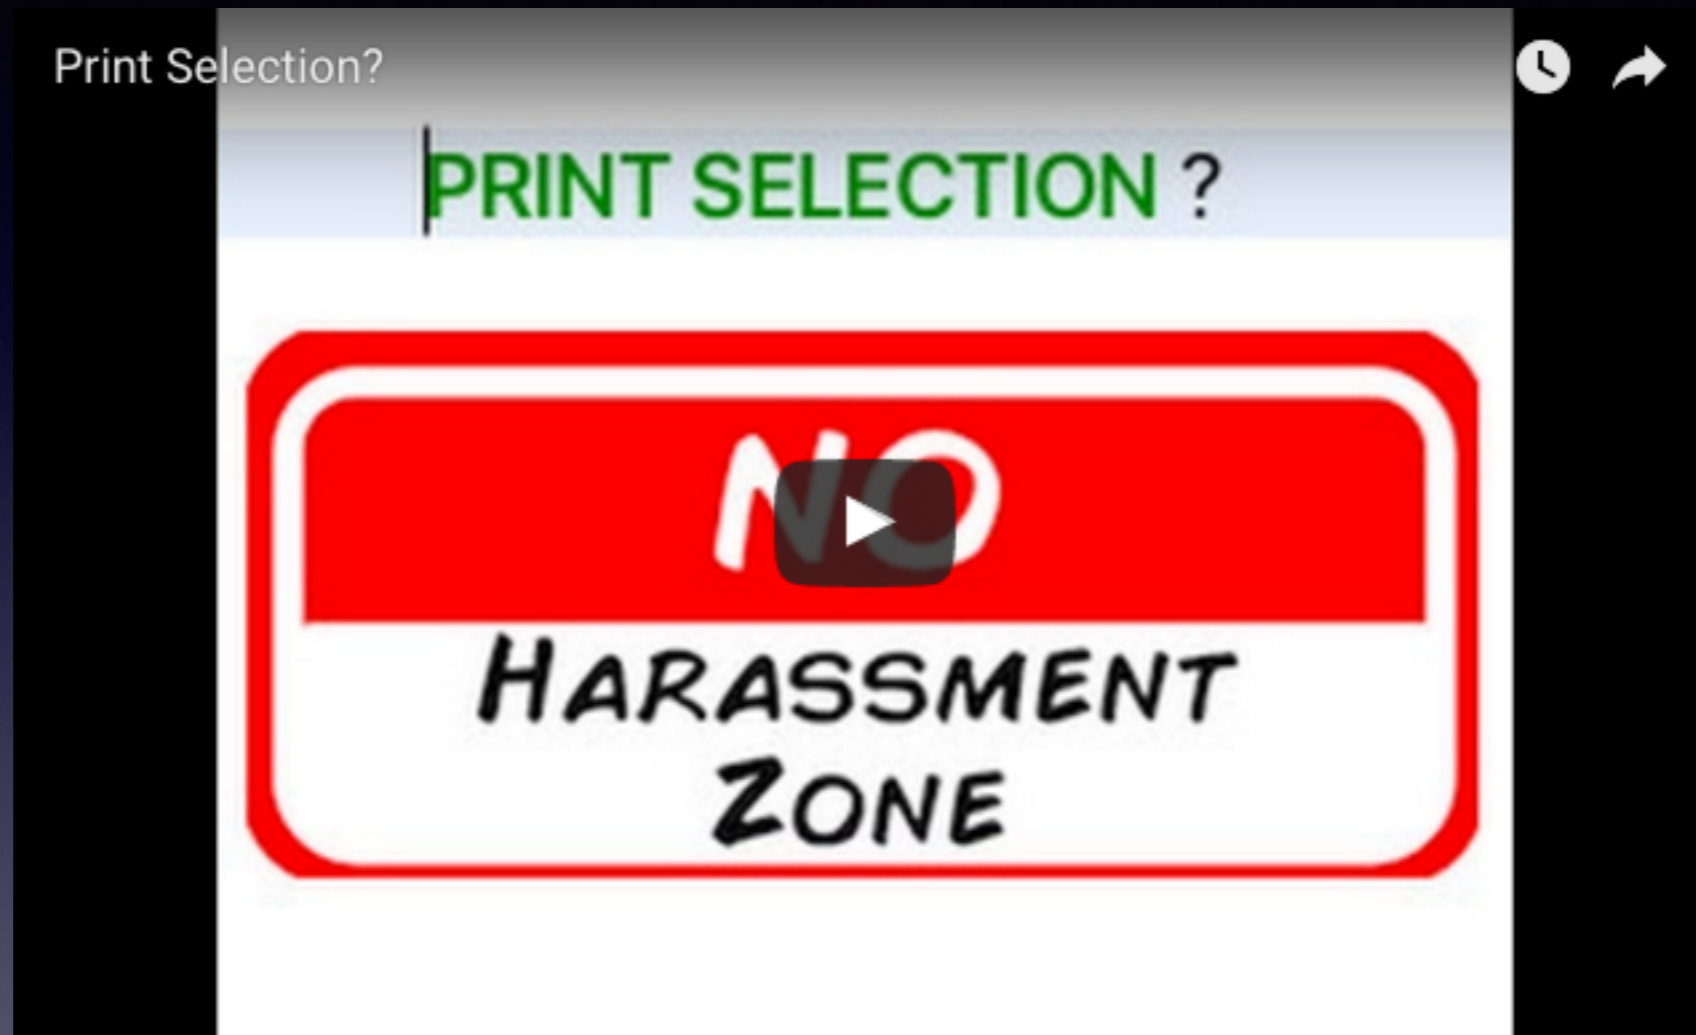 Print Selection?
PRINT SELECTION ?
NO
HARASSMENT
ZONE